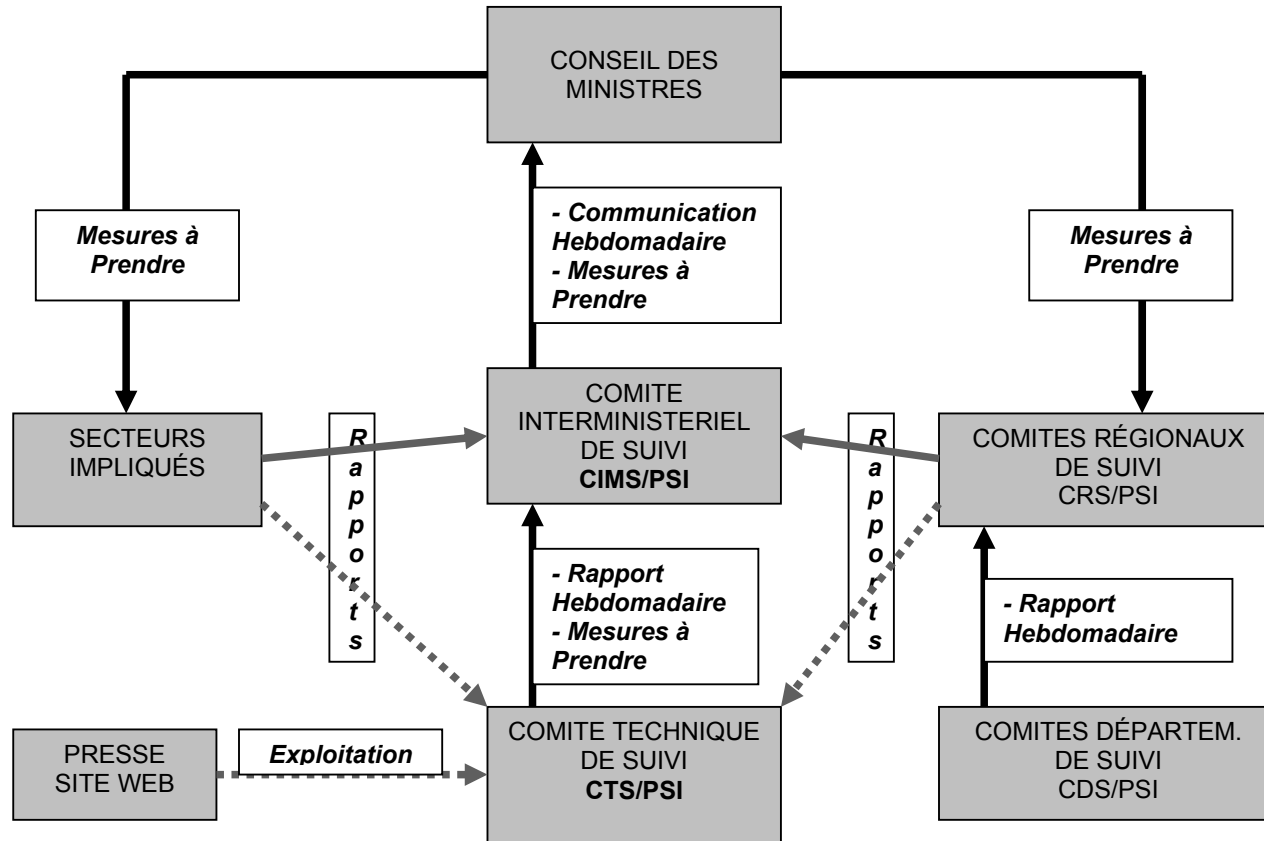 CONSEIL DES
MINISTRES
Mesures à
Prendre
- Communication
Hebdomadaire
- Mesures à
Prendre
Mesures à
Prendre
SECTEURS
IMPLIQUÉS
Rapports
COMITE
INTERMINISTERIEL
DE SUIVI
CIMS/PSI
Rapports
COMITES RÉGIONAUX
DE SUIVI
CRS/PSI
- Rapport
Hebdomadaire
- Mesures à
Prendre
- Rapport
Hebdomadaire
PRESSE
SITE WEB
Exploitation
COMITE TECHNIQUE
DE SUIVI
CTS/PSI
COMITES DÉPARTEM.
DE SUIVI
CDS/PSI